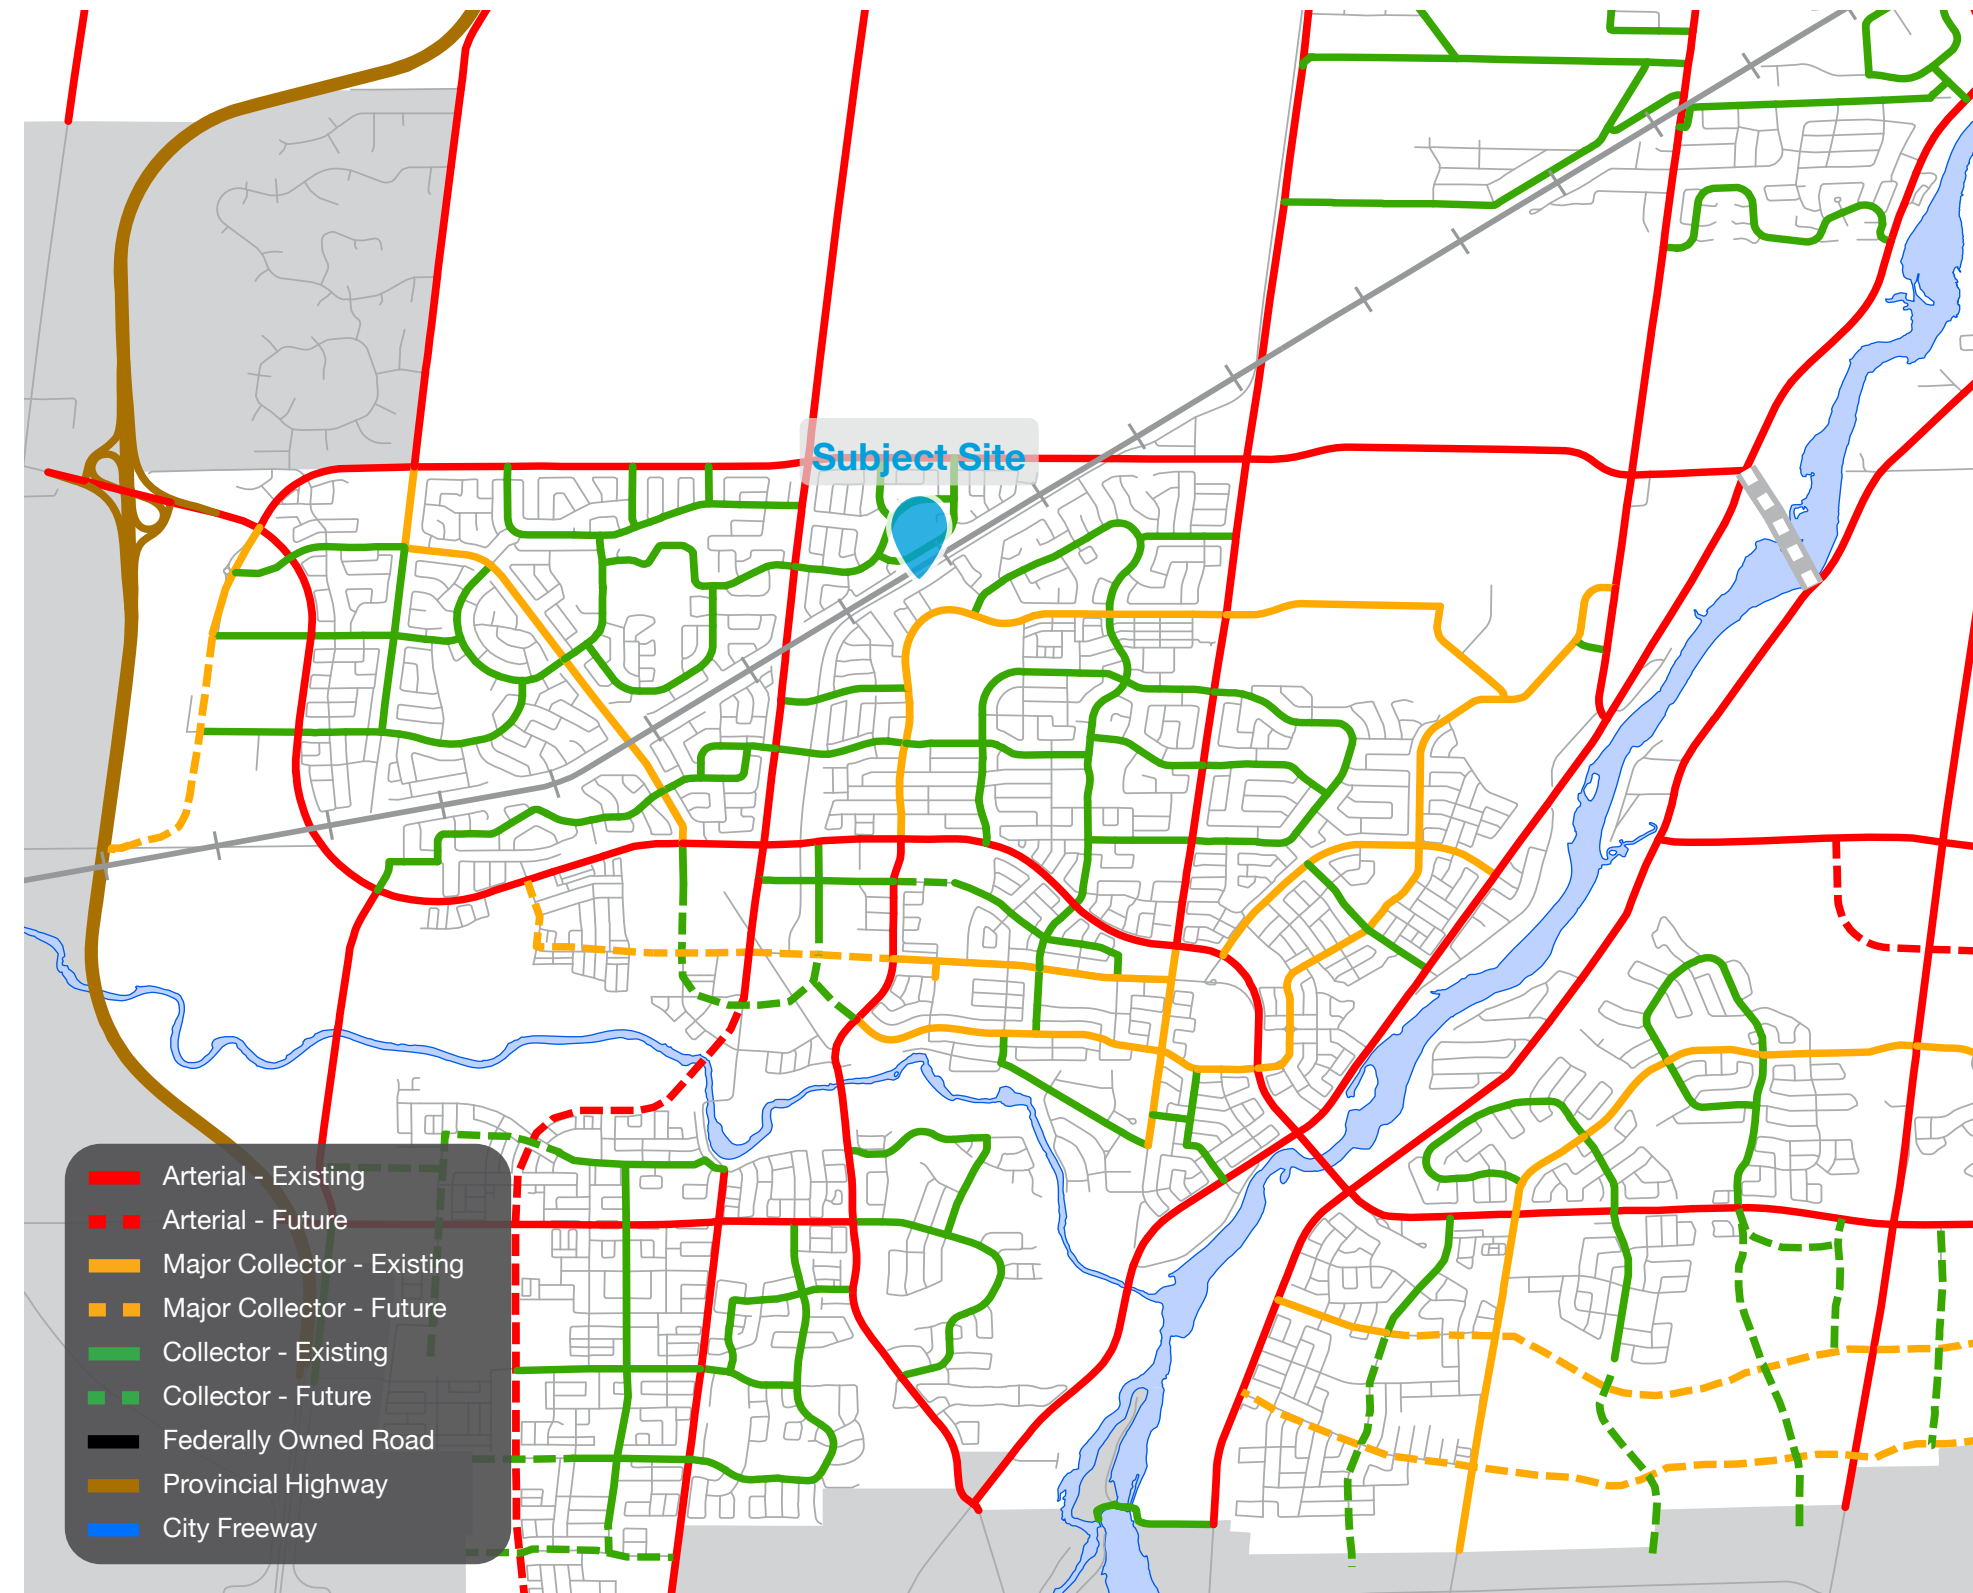 Subject Site
Arterial - Existing
Arterial - Future
Major Collector - Existing
Major Collector - Future
Collector - Existing
Collector - Future
Federally Owned Road
Provincial Highway
City Freeway